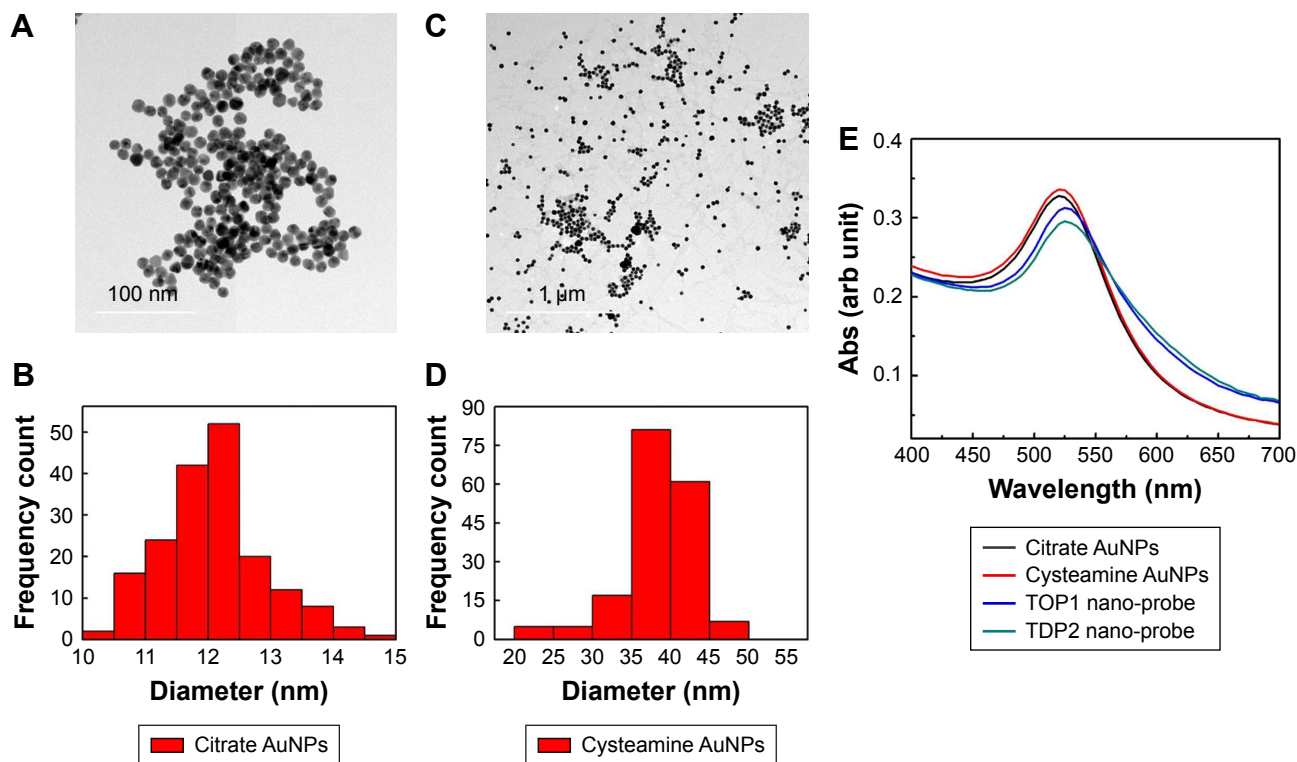 A
100 nm
C
1 µm
B
Frequency count
50
40
30
20
10
0
10 11 12 13 14 15
Diameter (nm)
Citrate AuNPs
D
Frequency count
90
75
60
45
30
15
0
20 25 30 35 40 45 50 55
Diameter (nm)
Cysteamine AuNPs
E
Abs (arb unit)
0.4
0.3
0.2
0.1
400 450 500 550 600 650 700
Wavelength (nm)
Citrate AuNPs
Cysteamine AuNPs
TOP1 nano-probe
TDP2 nano-probe